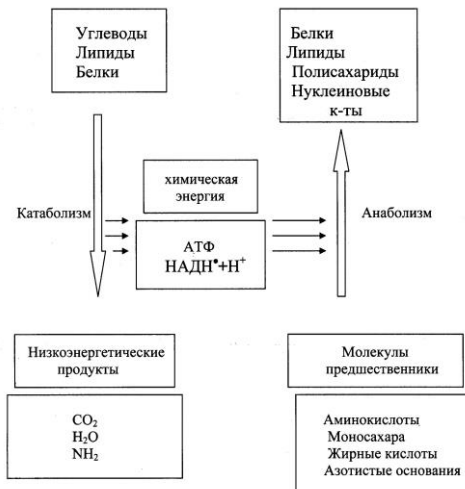 Углеводы
Липиды
Белки
Белки
Липиды
Полисахариды
Нуклеиновые
к-ты
химическая
энергия
Катаболизм
Анаболизм
АТФ
НАДН•+Н⁺
Низкоэнергетические
продукты
Молекулы
предшественники
CO₂
H₂O
NH₂
Аминокислоты
Моносахара
Жирные кислоты
Азотистые основания